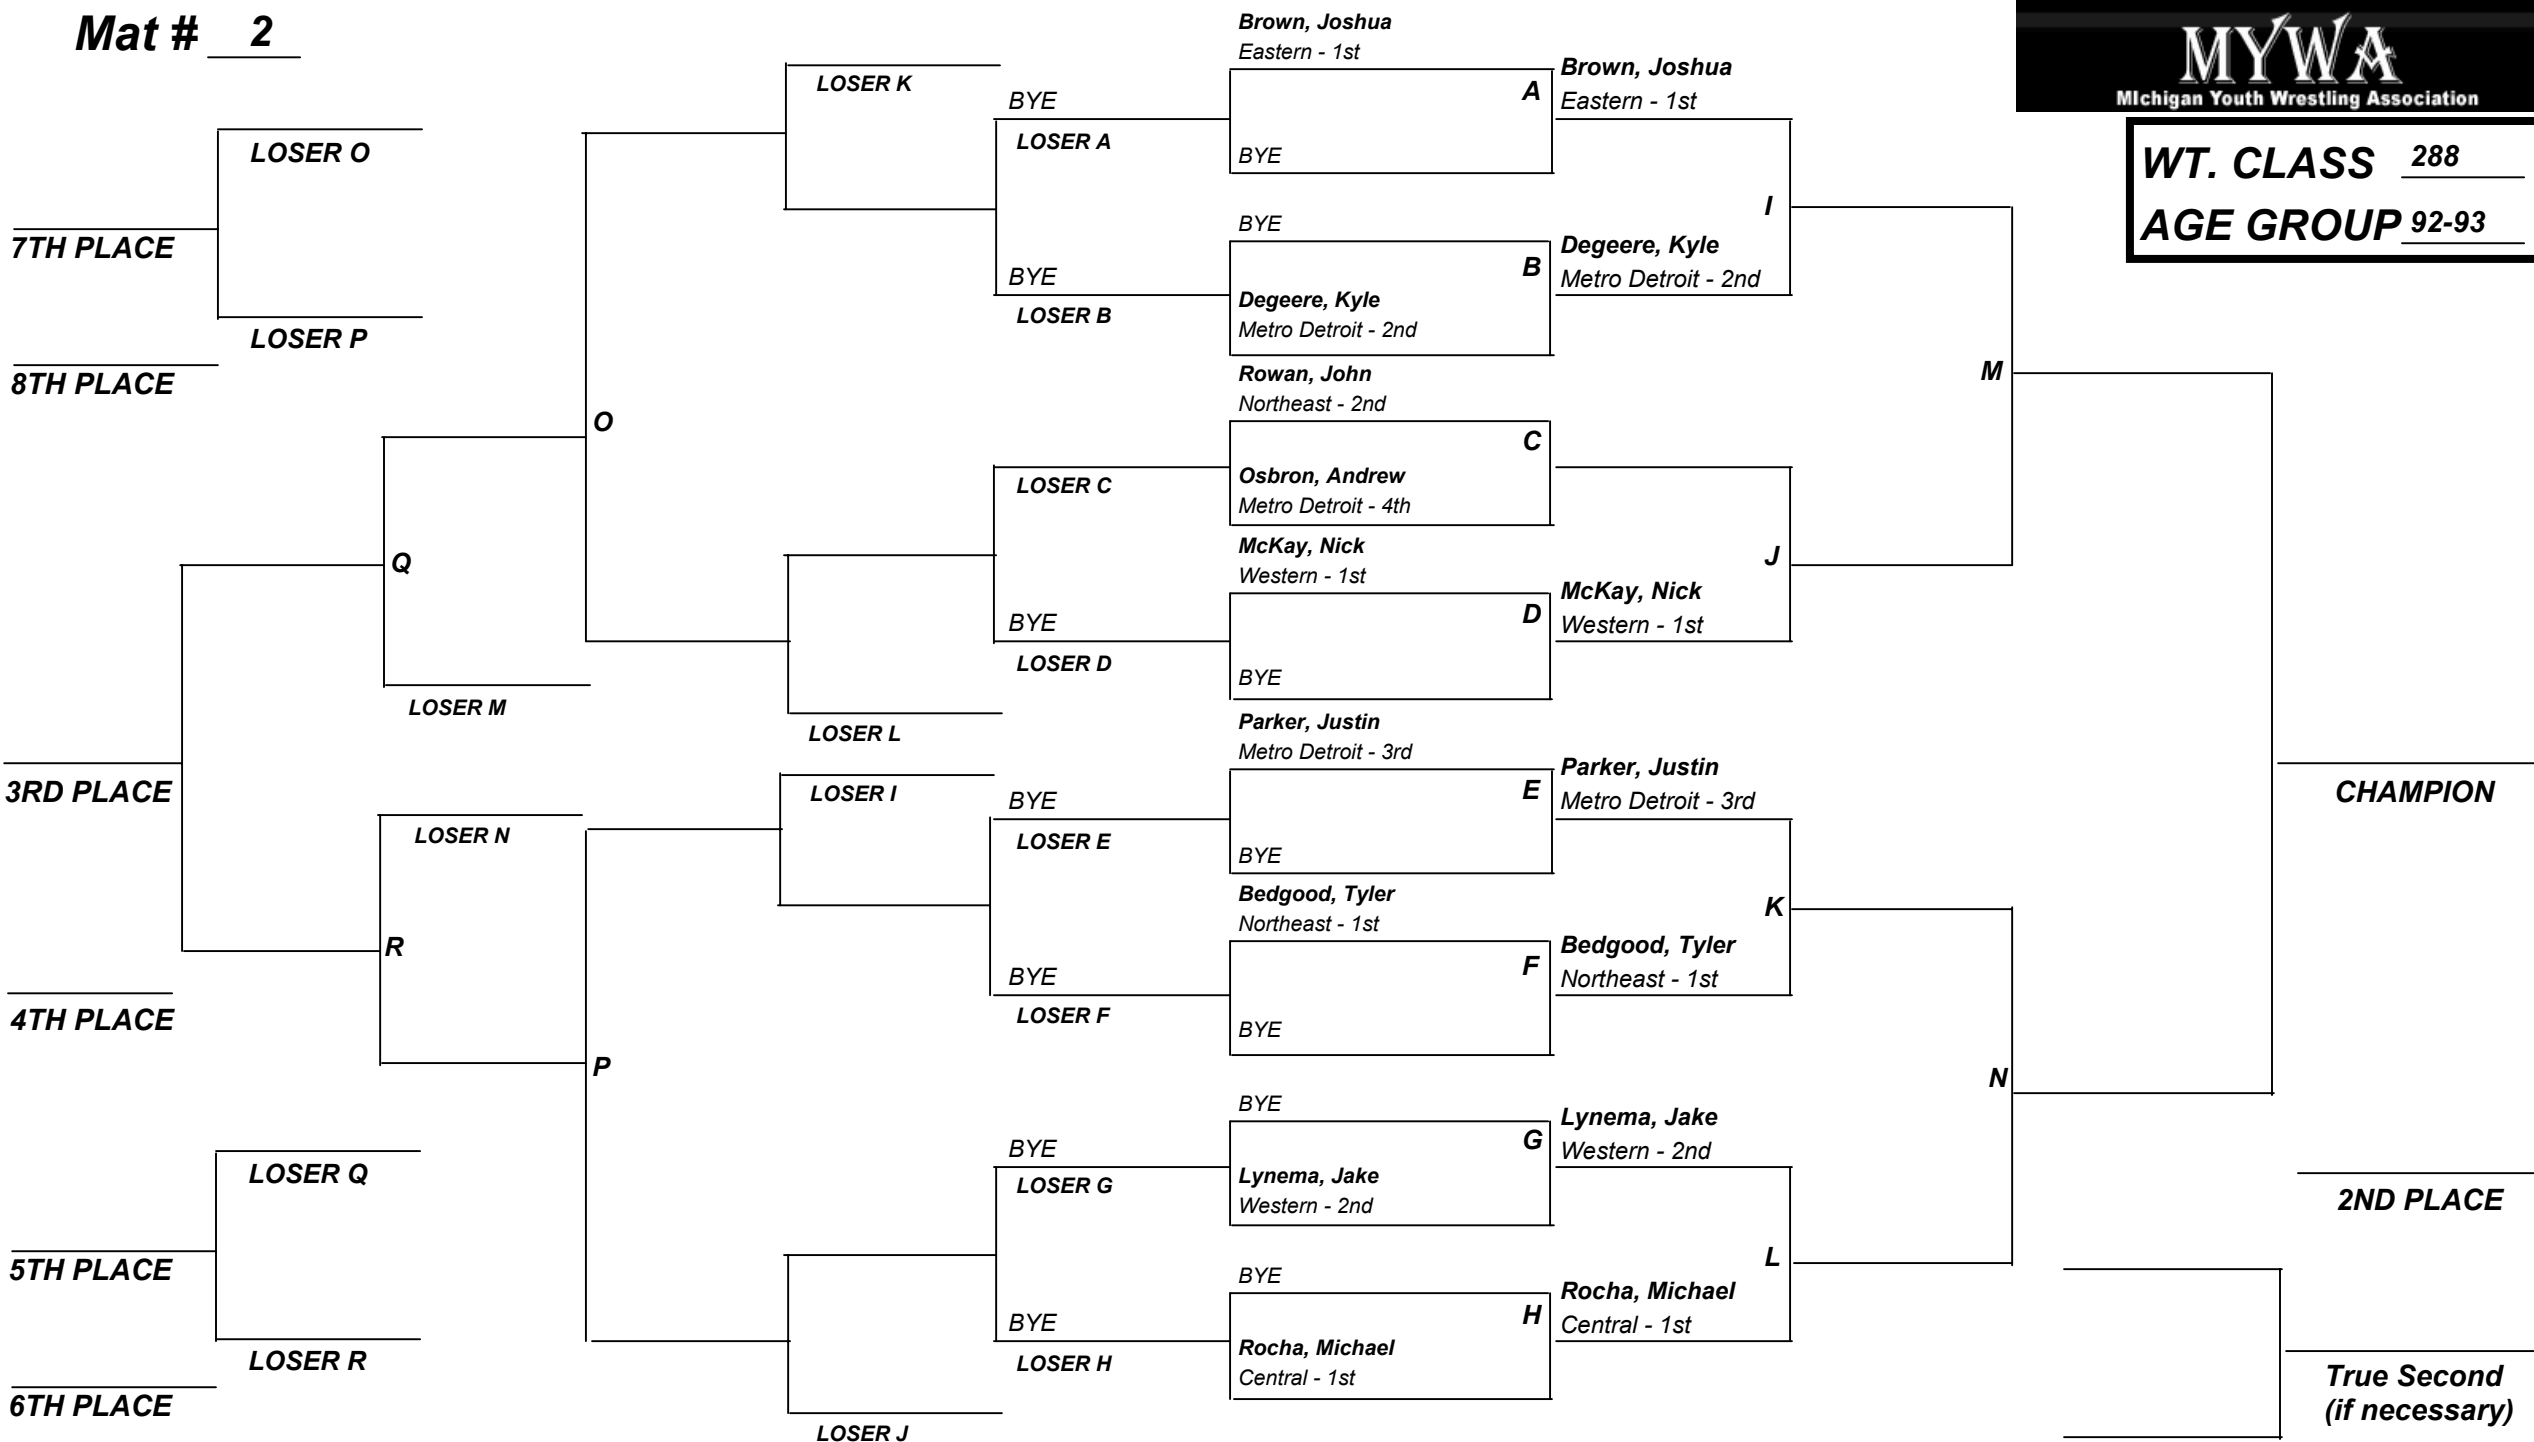 Mat # 2
MYWA
MIchigan Youth Wrestling Association
WT. CLASS 288
AGE GROUP 92-93
LOSER O
7TH PLACE
LOSER P
8TH PLACE
Q
LOSER M
3RD PLACE
LOSER N
R
4TH PLACE
LOSER Q
5TH PLACE
LOSER R
6TH PLACE
O
P
LOSER K
LOSER L
LOSER I
LOSER J
BYE
LOSER A
BYE
LOSER B
LOSER C
BYE
LOSER D
BYE
LOSER E
BYE
LOSER F
BYE
LOSER G
BYE
LOSER H
Brown, Joshua
Eastern - 1st
A
BYE
BYE
B
Degeere, Kyle
Metro Detroit - 2nd
Rowan, John
Northeast - 2nd
C
Osbron, Andrew
Metro Detroit - 4th
McKay, Nick
Western - 1st
D
BYE
Parker, Justin
Metro Detroit - 3rd
E
BYE
Bedgood, Tyler
Northeast - 1st
F
BYE
BYE
G
Lynema, Jake
Western - 2nd
BYE
H
Rocha, Michael
Central - 1st
Brown, Joshua
Eastern - 1st
I
Degeere, Kyle
Metro Detroit - 2nd
J
McKay, Nick
Western - 1st
Parker, Justin
Metro Detroit - 3rd
K
Bedgood, Tyler
Northeast - 1st
Lynema, Jake
Western - 2nd
L
Rocha, Michael
Central - 1st
M
N
CHAMPION
2ND PLACE
True Second
(if necessary)